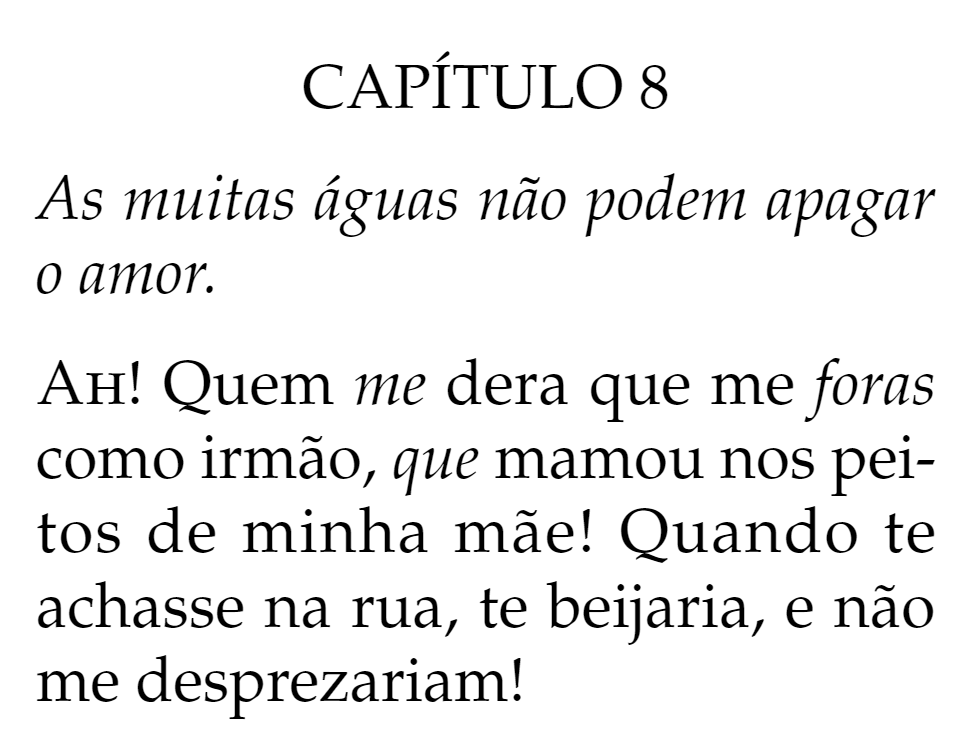 CAPÍTULO 8
As muitas águas não podem apagar
o amor.
AH! Quem me dera que me foras
como irmão, que mamou nos pei-
tos de minha mãe! Quando te
achasse na rua, te beijaria, e não
me desprezariam!